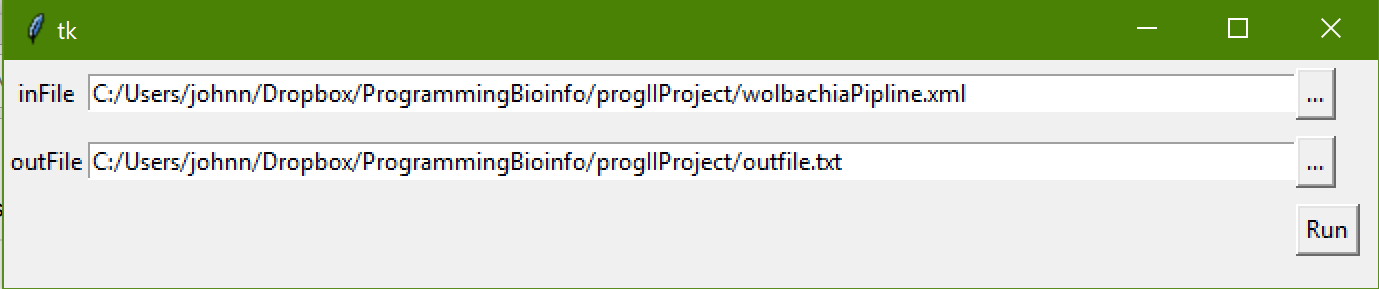 tk
inFile C:/Users/johnn/Dropbox/ProgrammingBioinfo/progIIProject/wolbachiaPipline.xml ...
outFile C:/Users/johnn/Dropbox/ProgrammingBioinfo/progIIProject/outfile.txt ...
Run